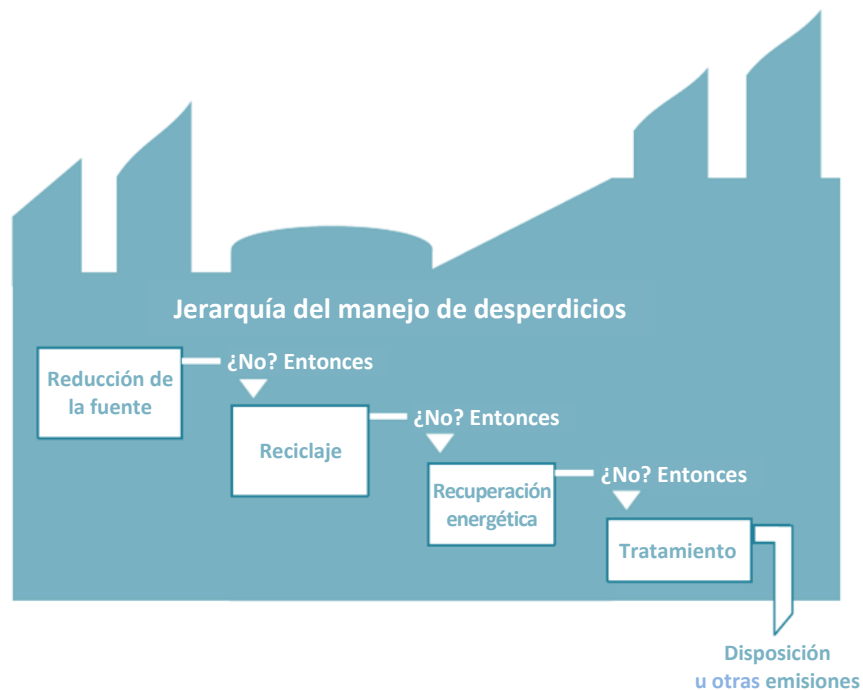 Jerarquía del manejo de desperdicios
Reducción de
la fuente
¿No? Entonces
Reciclaje
¿No? Entonces
Recuperación
energética
¿No? Entonces
Tratamiento
Disposición
u otras emisiones